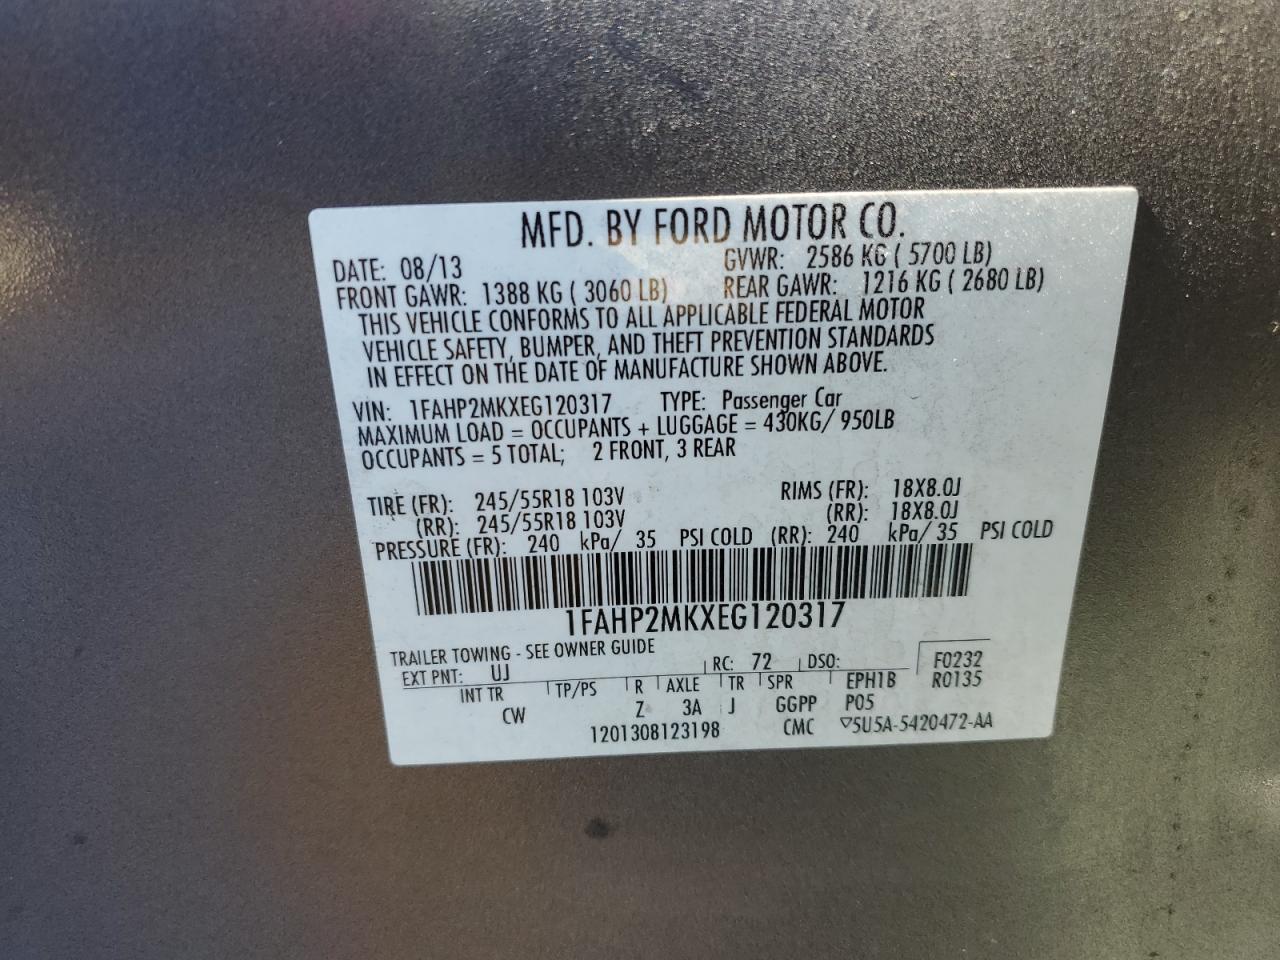 MFD. BY FORD MOTOR CO.
DATE: 08/13 GVWR: 2586 KG ( 5700 LB)
FRONT GAWR: 1388 KG ( 3060 LB) REAR GAWR: 1216 KG ( 2680 LB)
THIS VEHICLE CONFORMS TO ALL APPLICABLE FEDERAL MOTOR
VEHICLE SAFETY, BUMPER, AND THEFT PREVENTION STANDARDS
IN EFFECT ON THE DATE OF MANUFACTURE SHOWN ABOVE.
VIN: 1FAHP2MKXEG120317 TYPE: Passenger Car
MAXIMUM LOAD = OCCUPANTS + LUGGAGE = 430KG/ 950LB
OCCUPANTS = 5 TOTAL; 2 FRONT, 3 REAR
TIRE (FR): 245/55R18 103V RIMS (FR): 18X8.0J
(RR): 245/55R18 103V (RR): 18X8.0J
PRESSURE (FR): 240 kPa/ 35 PSI COLD (RR): 240 kPa/ 35 PSI COLD
1FAHP2MKXEG120317
TRAILER TOWING - SEE OWNER GUIDE
EXT PNT: UJ RC: 72 DSO: F0232
INT TR TP/PS R AXLE TR SPR EPH1B R0135
CW Z 3A J GGPP P05
1201308123198 CMC ▽5U5A-5420472-AA